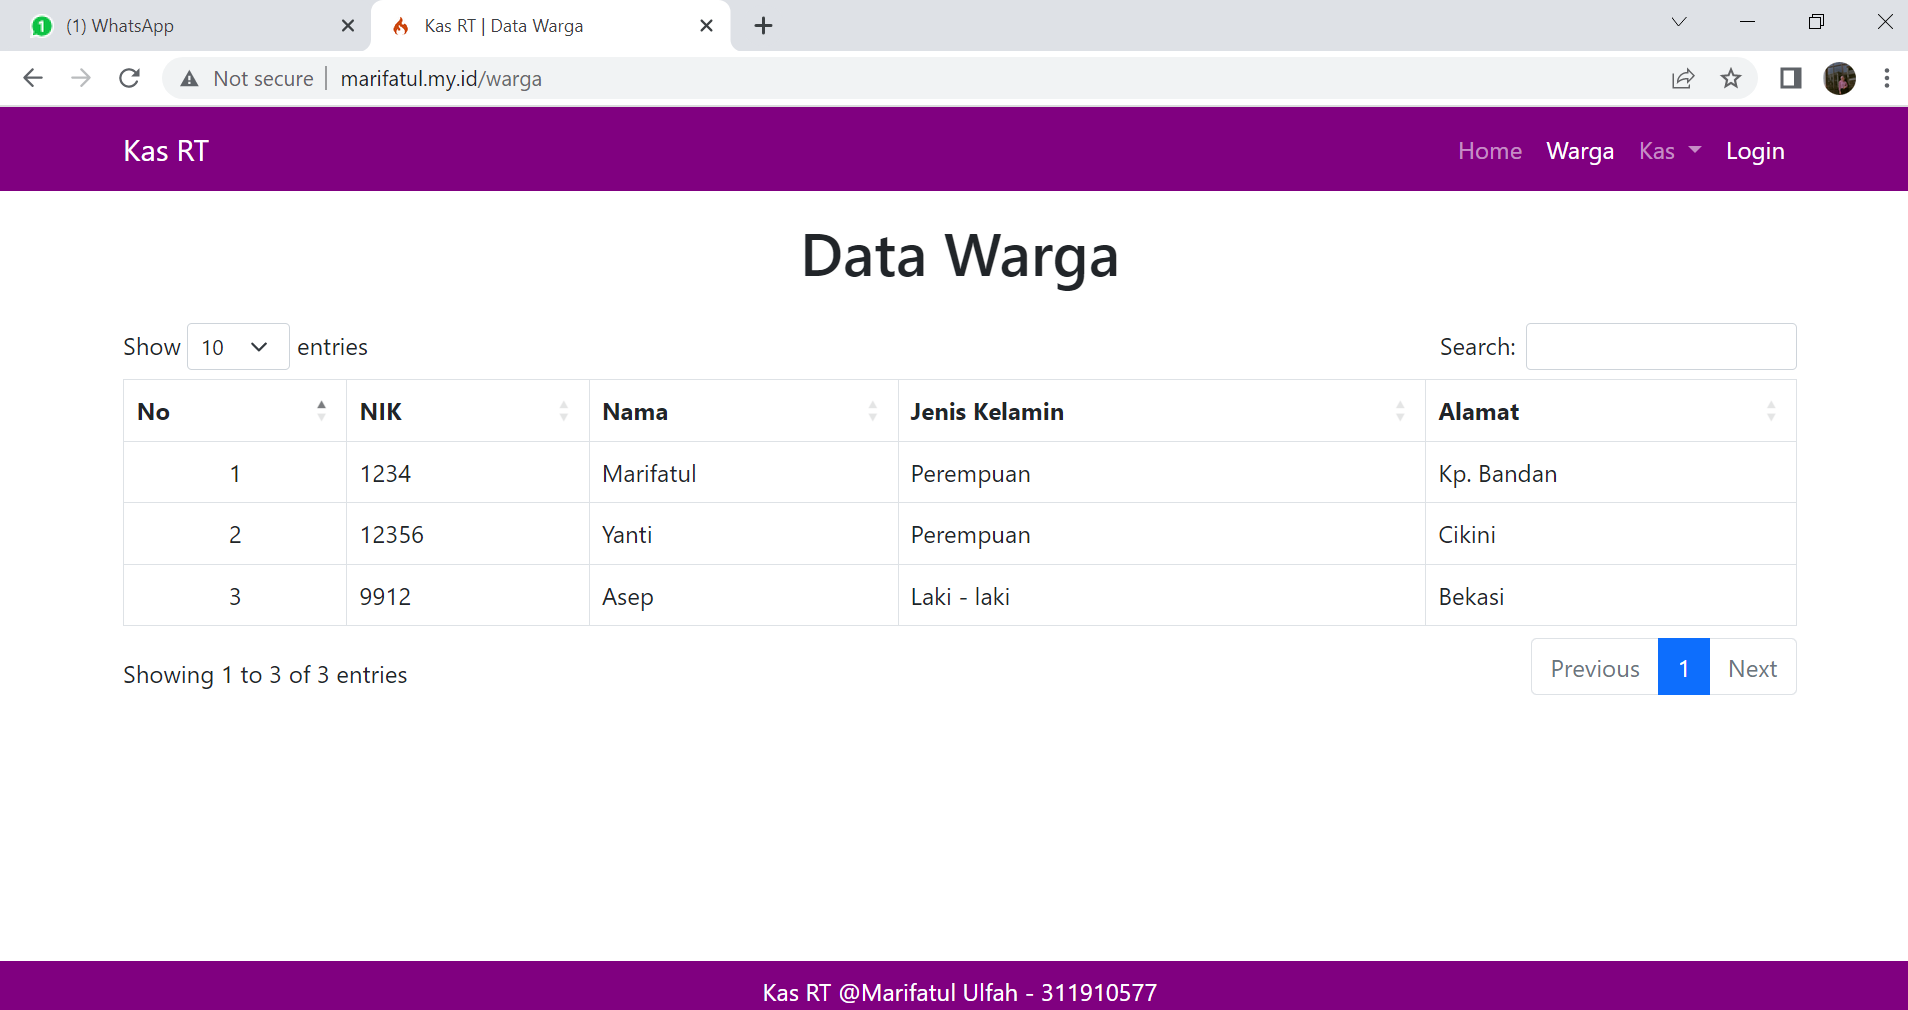 (1) WhatsApp
Kas RT | Data Warga
Not secure | marifatul.my.id/warga
Kas RT Home Warga Kas Login
Data Warga
Show 10 entries Search:
No NIK Nama Jenis Kelamin Alamat
1 1234 Marifatul Perempuan Kp. Bandan
2 12356 Yanti Perempuan Cikini
3 9912 Asep Laki - laki Bekasi
Showing 1 to 3 of 3 entries Previous 1 Next
Kas RT @Marifatul Ulfah - 311910577